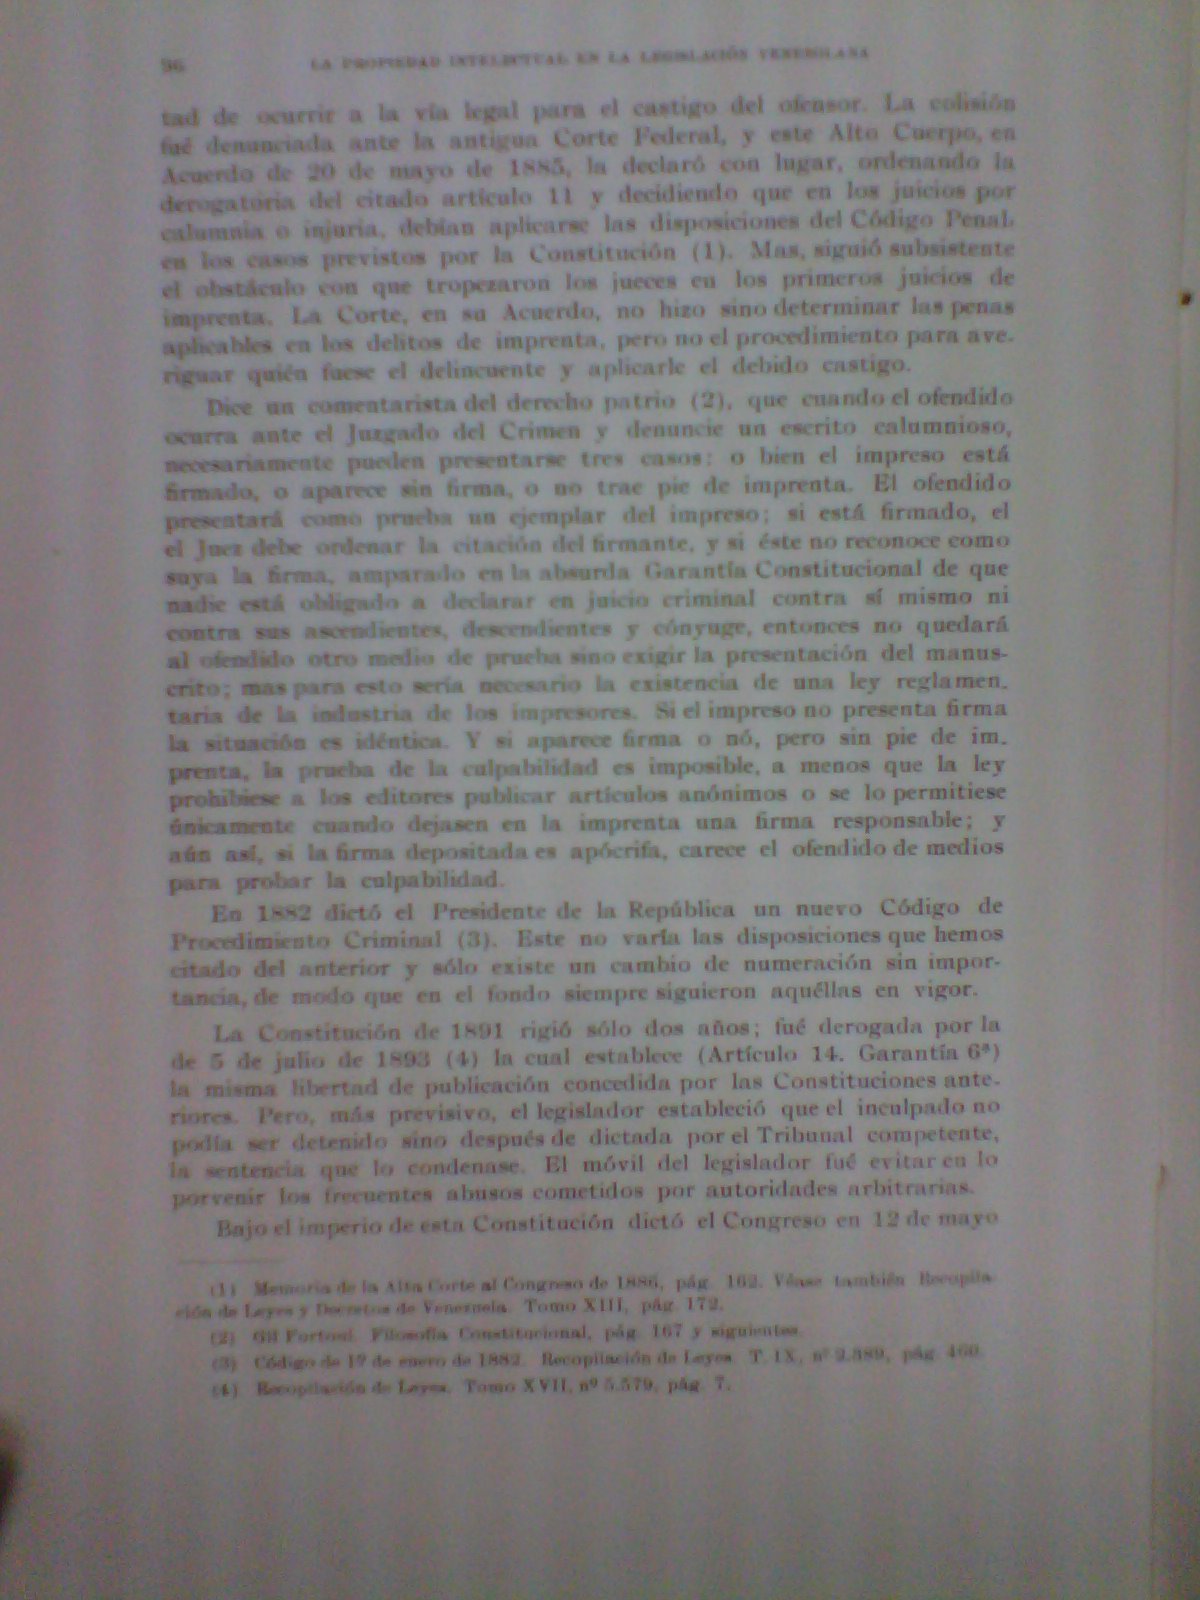 96 LA PROPIEDAD INTELECTUAL EN LA LEGISLACIÓN VENEZOLANA
tad de ocurrir a la vía legal para el castigo del ofensor. La colisión
fué denunciada ante la antigua Corte Federal, y este Alto Cuerpo, en
Acuerdo de 20 de mayo de 1885, la declaró con lugar, ordenando la
derogatoria del citado artículo 11 y decidiendo que en los juicios por
calumnia o injuria, debían aplicarse las disposiciones del Código Penal,
en los casos previstos por la Constitución (1). Mas, siguió subsistente
el obstáculo con que tropezaron los jueces en los primeros juicios de
imprenta. La Corte, en su Acuerdo, no hizo sino determinar las penas
aplicables en los delitos de imprenta, pero no el procedimiento para ave-
riguar quién fuese el delincuente y aplicarle el debido castigo.
Dice un comentarista del derecho patrio (2), que cuando el ofendido
ocurra ante el Juzgado del Crimen y denuncie un escrito calumnioso,
necesariamente pueden presentarse tres casos: o bien el impreso está
firmado, o aparece sin firma, o no trae pie de imprenta. El ofendido
presentará como prueba un ejemplar del impreso; si está firmado, el
el Juez debe ordenar la citación del firmante, y si éste no reconoce como
suya la firma, amparado en la absurda Garantía Constitucional de que
nadie está obligado a declarar en juicio criminal contra sí mismo ni
contra sus ascendientes, descendientes y cónyuge, entonces no quedará
al ofendido otro medio de prueba sino exigir la presentación del manus-
crito; mas para esto sería necesario la existencia de una ley reglamen-
taria de la industria de los impresores. Si el impreso no presenta firma
la situación es idéntica. Y si aparece firma o nó, pero sin pie de im-
prenta, la prueba de la culpabilidad es imposible, a menos que la ley
prohibiese a los editores publicar artículos anónimos o se lo permitiese
únicamente cuando dejasen en la imprenta una firma responsable; y
aún así, si la firma depositada es apócrifa, carece el ofendido de medios
para probar la culpabilidad.
En 1882 dictó el Presidente de la República un nuevo Código de
Procedimiento Criminal (3). Este no varía las disposiciones que hemos
citado del anterior y sólo existe un cambio de numeración sin impor-
tancia, de modo que en el fondo siempre siguieron aquéllas en vigor.
La Constitución de 1891 rigió sólo dos años; fué derogada por la
de 5 de julio de 1893 (4) la cual establece (Artículo 14. Garantía 6ª)
la misma libertad de publicación concedida por las Constituciones ante-
riores. Pero, más previsivo, el legislador estableció que el inculpado no
podía ser detenido sino después de dictada por el Tribunal competente,
la sentencia que lo condenase. El móvil del legislador fué evitar en lo
porvenir los frecuentes abusos cometidos por autoridades arbitrarias.
Bajo el imperio de esta Constitución dictó el Congreso en 12 de mayo
(1) Memoria de la Alta Corte al Congreso de 1886, pág. 162. Véase también Recopila-
ción de Leyes y Decretos de Venezuela. Tomo XIII, pág. 172.
(2) Gil Fortoul. Filosofía Constitucional, pág. 167 y siguientes.
(3) Código de 17 de enero de 1882. Recopilación de Leyes. T. IX, nº 2.389, pág. 460.
(4) Recopilación de Leyes. Tomo XVII, nº 5.579, pág. 7.